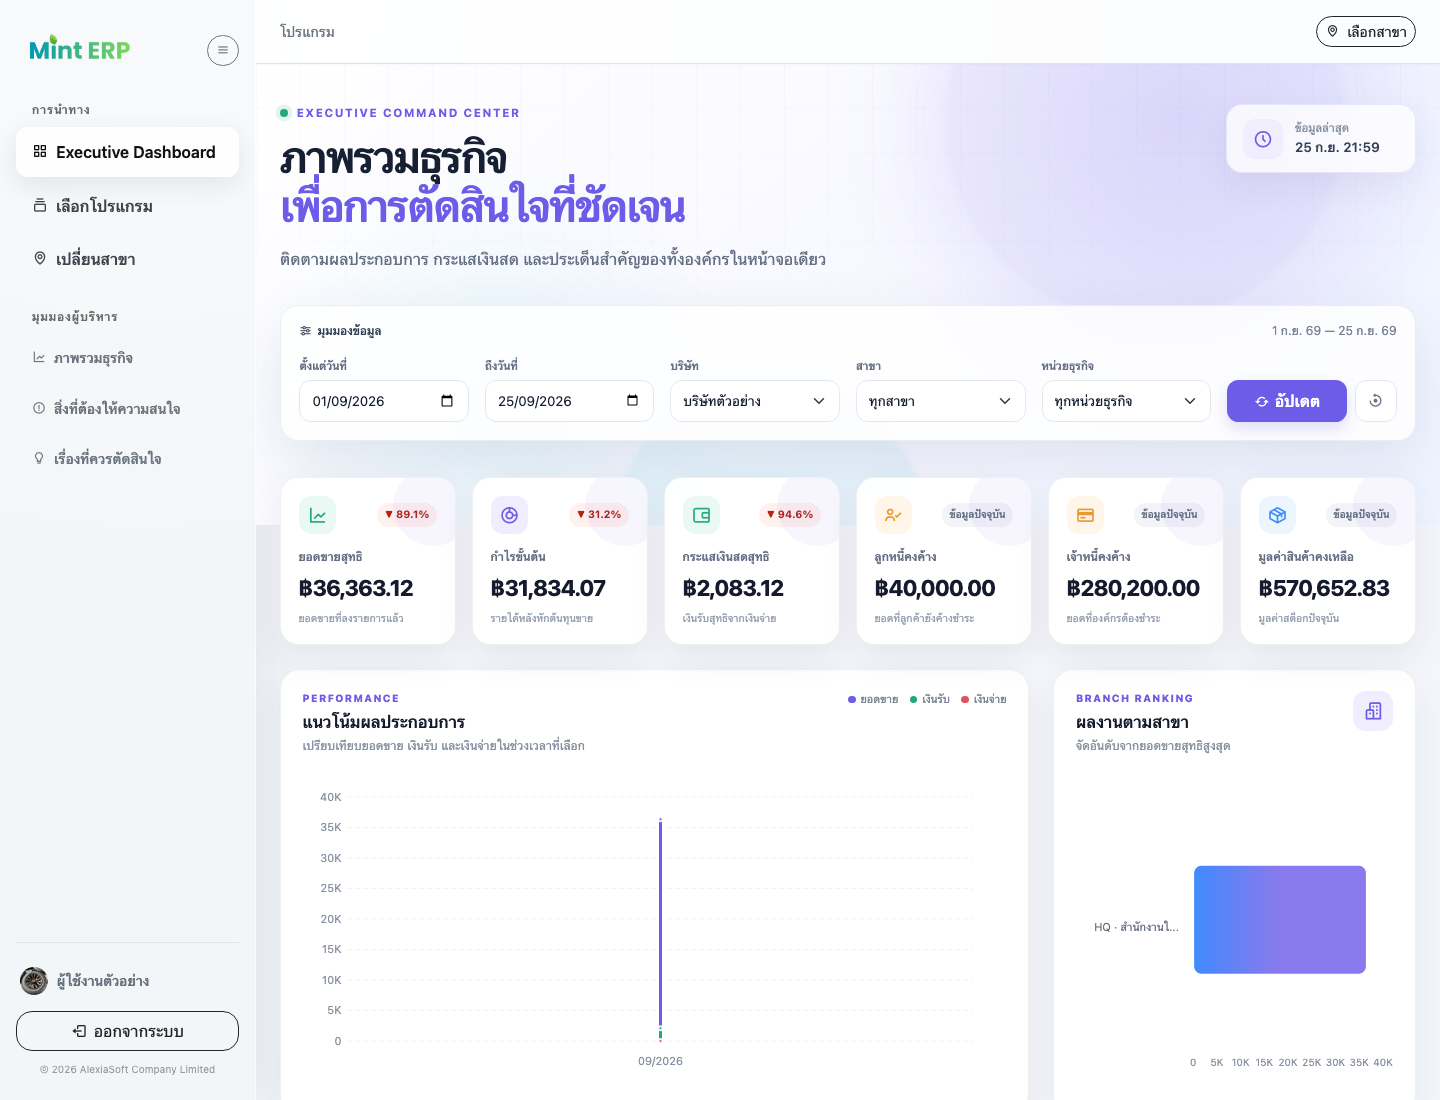 Mint ERP
การนำทาง
Executive Dashboard
เลือกโปรแกรม
เปลี่ยนสาขา
มุมมองผู้บริหาร
ภาพรวมธุรกิจ
สิ่งที่ต้องให้ความสนใจ
เรื่องที่ควรตัดสินใจ
ผู้ใช้งานตัวอย่าง
ออกจากระบบ
© 2026 AlexiaSoft Company Limited
โปรแกรม
เลือกสาขา
EXECUTIVE COMMAND CENTER
ภาพรวมธุรกิจ
เพื่อการตัดสินใจที่ชัดเจน
ติดตามผลประกอบการ กระแสเงินสด และประเด็นสำคัญของทั้งองค์กรในหน้าจอเดียว
ข้อมูลล่าสุด
25 ก.ย. 21:59
มุมมองข้อมูล
1 ก.ย. 69 — 25 ก.ย. 69
ตั้งแต่วันที่
01/09/2026
ถึงวันที่
25/09/2026
บริษัท
บริษัทตัวอย่าง
สาขา
ทุกสาขา
หน่วยธุรกิจ
ทุกหน่วยธุรกิจ
อัปเดต
▼ 89.1%
ยอดขายสุทธิ
฿36,363.12
ยอดขายที่ลงรายการแล้ว
▼ 31.2%
กำไรขั้นต้น
฿31,834.07
รายได้หลังหักต้นทุนขาย
▼ 94.6%
กระแสเงินสดสุทธิ
฿2,083.12
เงินรับสุทธิจากเงินจ่าย
ข้อมูลปัจจุบัน
ลูกหนี้คงค้าง
฿40,000.00
ยอดที่ลูกค้ายังค้างชำระ
ข้อมูลปัจจุบัน
เจ้าหนี้คงค้าง
฿280,200.00
ยอดที่องค์กรต้องชำระ
ข้อมูลปัจจุบัน
มูลค่าสินค้าคงเหลือ
฿570,652.83
มูลค่าสต็อกปัจจุบัน
PERFORMANCE
แนวโน้มผลประกอบการ
เปรียบเทียบยอดขาย เงินรับ และเงินจ่ายในช่วงเวลาที่เลือก
ยอดขาย เงินรับ เงินจ่าย
40K
35K
30K
25K
20K
15K
10K
5K
0
09/2026
BRANCH RANKING
ผลงานตามสาขา
จัดอันดับจากยอดขายสุทธิสูงสุด
HQ · สำนักงานใ...
0 5K 10K 15K 20K 25K 30K 35K 40K